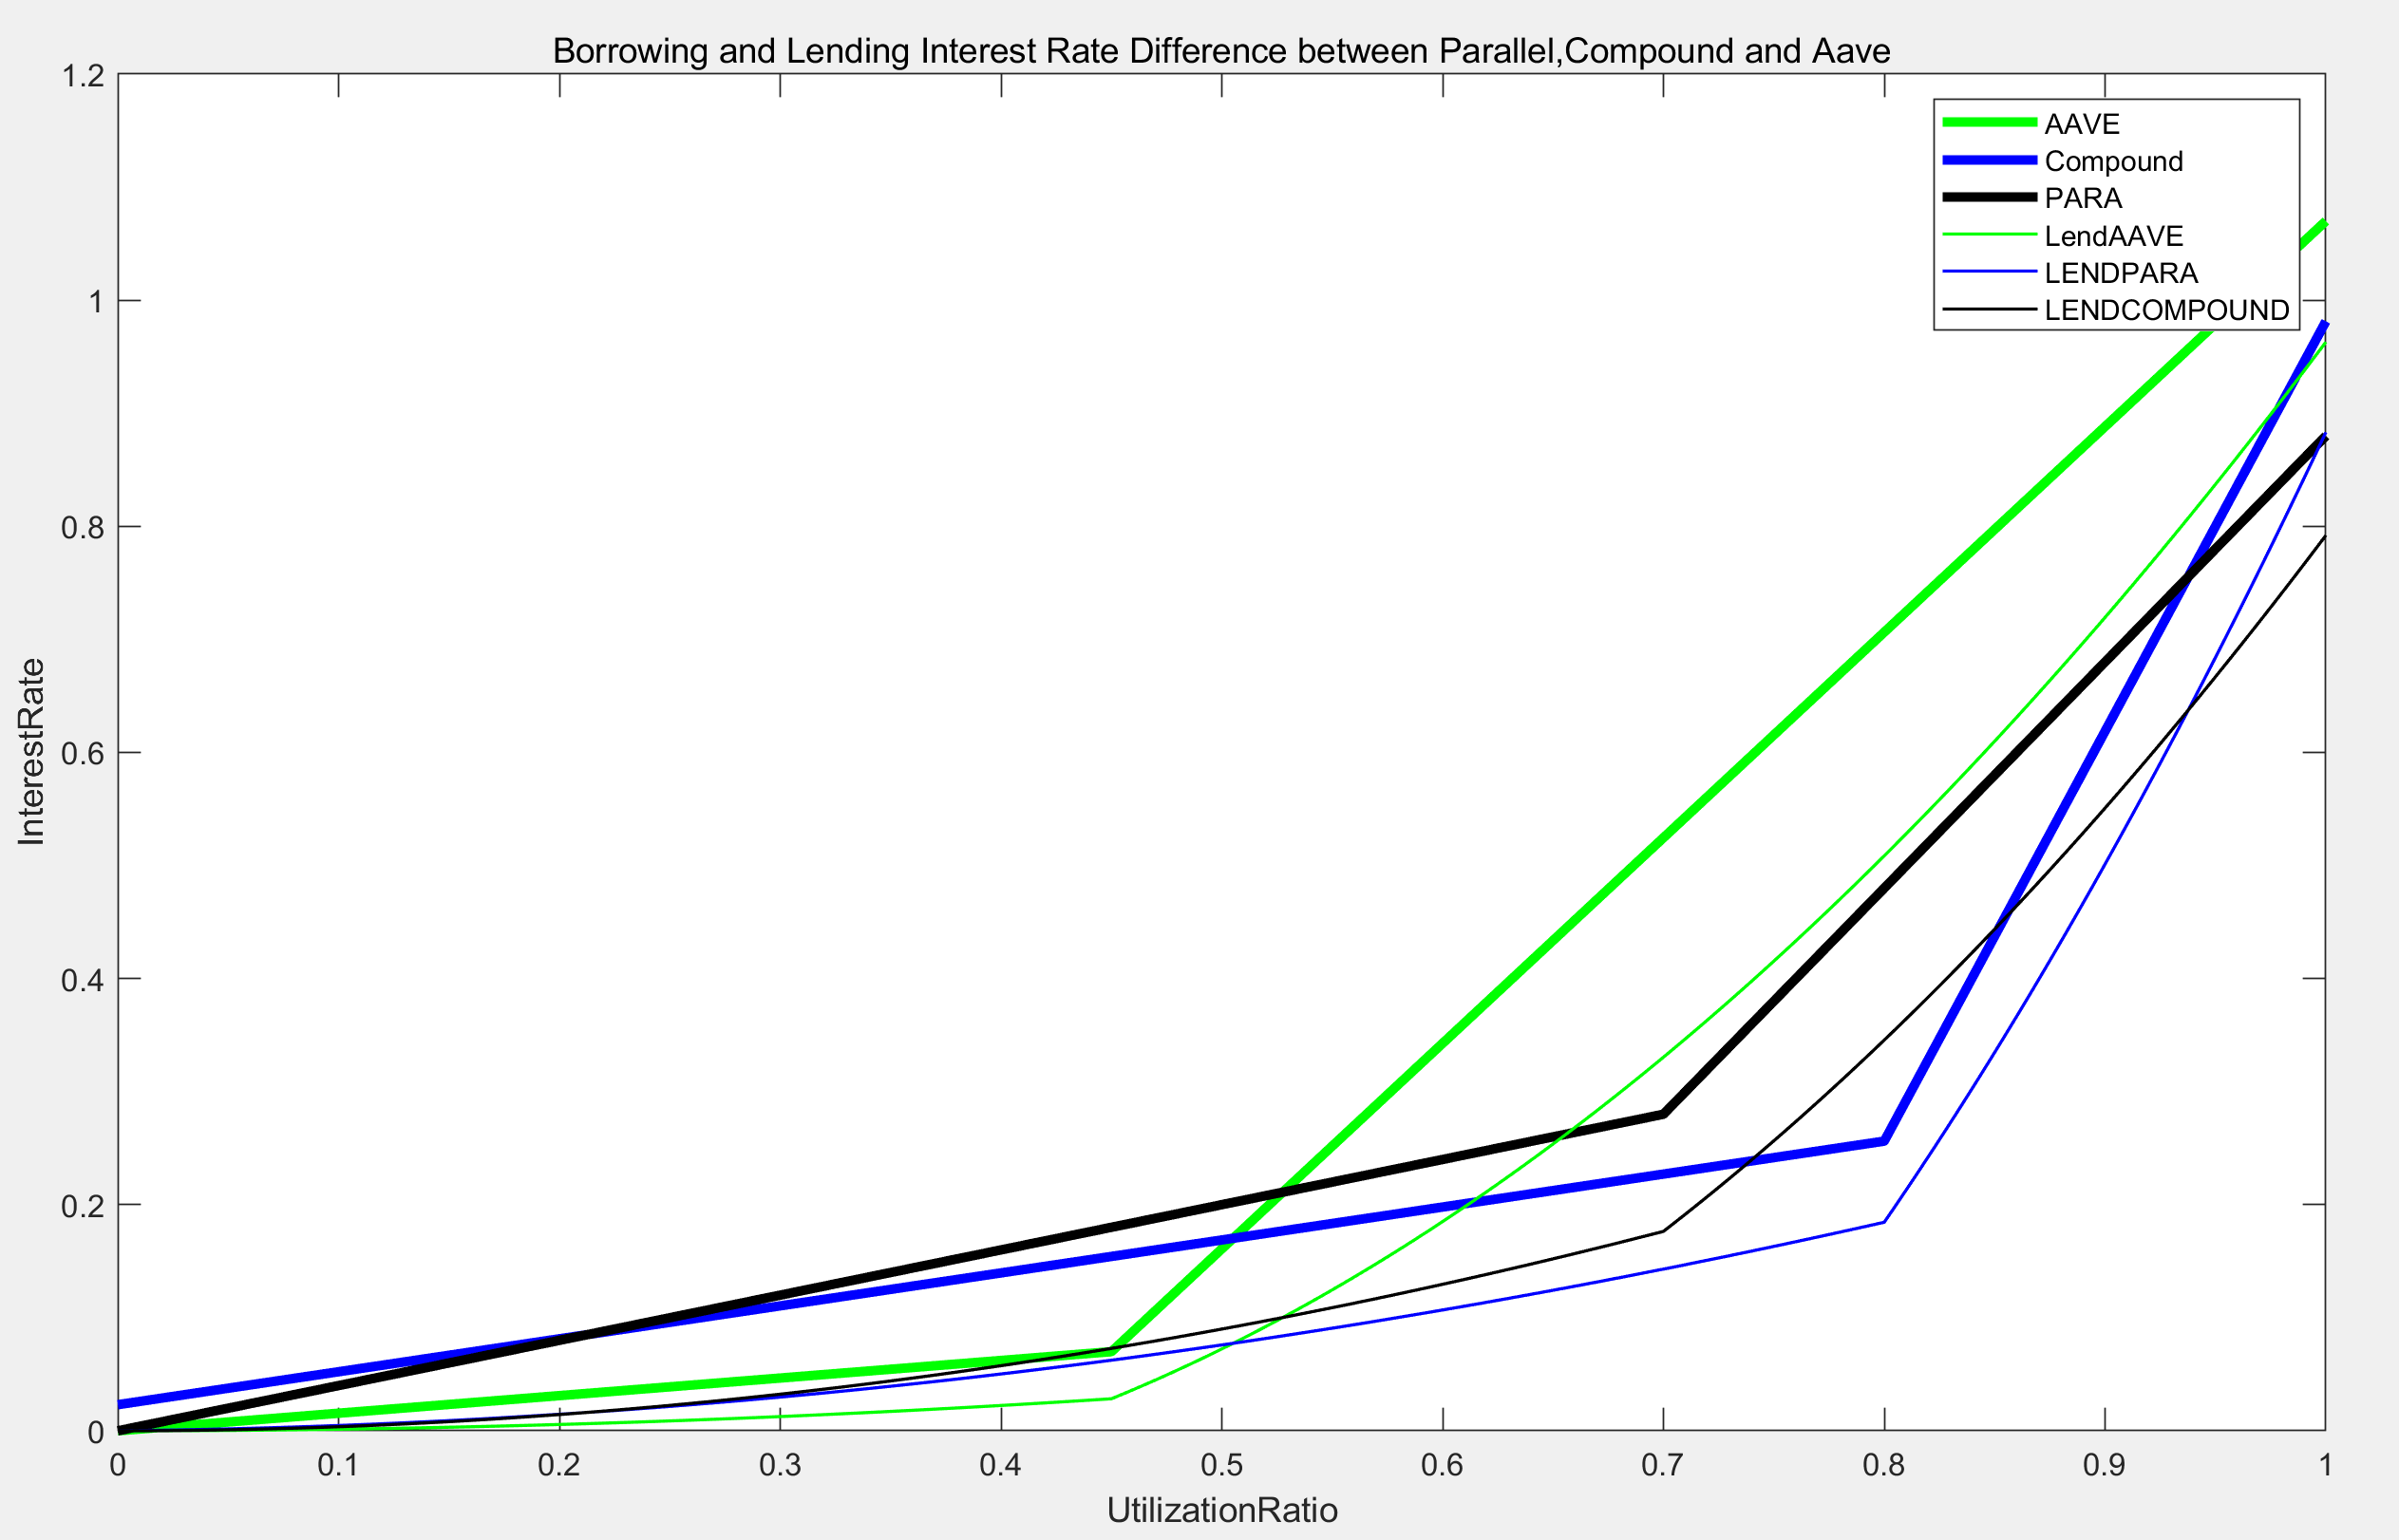 Borrowing and Lending Interest Rate Difference between Parallel,Compound and Aave
1.2
1
0.8
0.6
0.4
0.2
0
InterestRate
AAVE
Compound
PARA
LendAAVE
LENDPARA
LENDCOMPOUND
0 0.1 0.2 0.3 0.4 0.5 0.6 0.7 0.8 0.9 1
UtilizationRatio